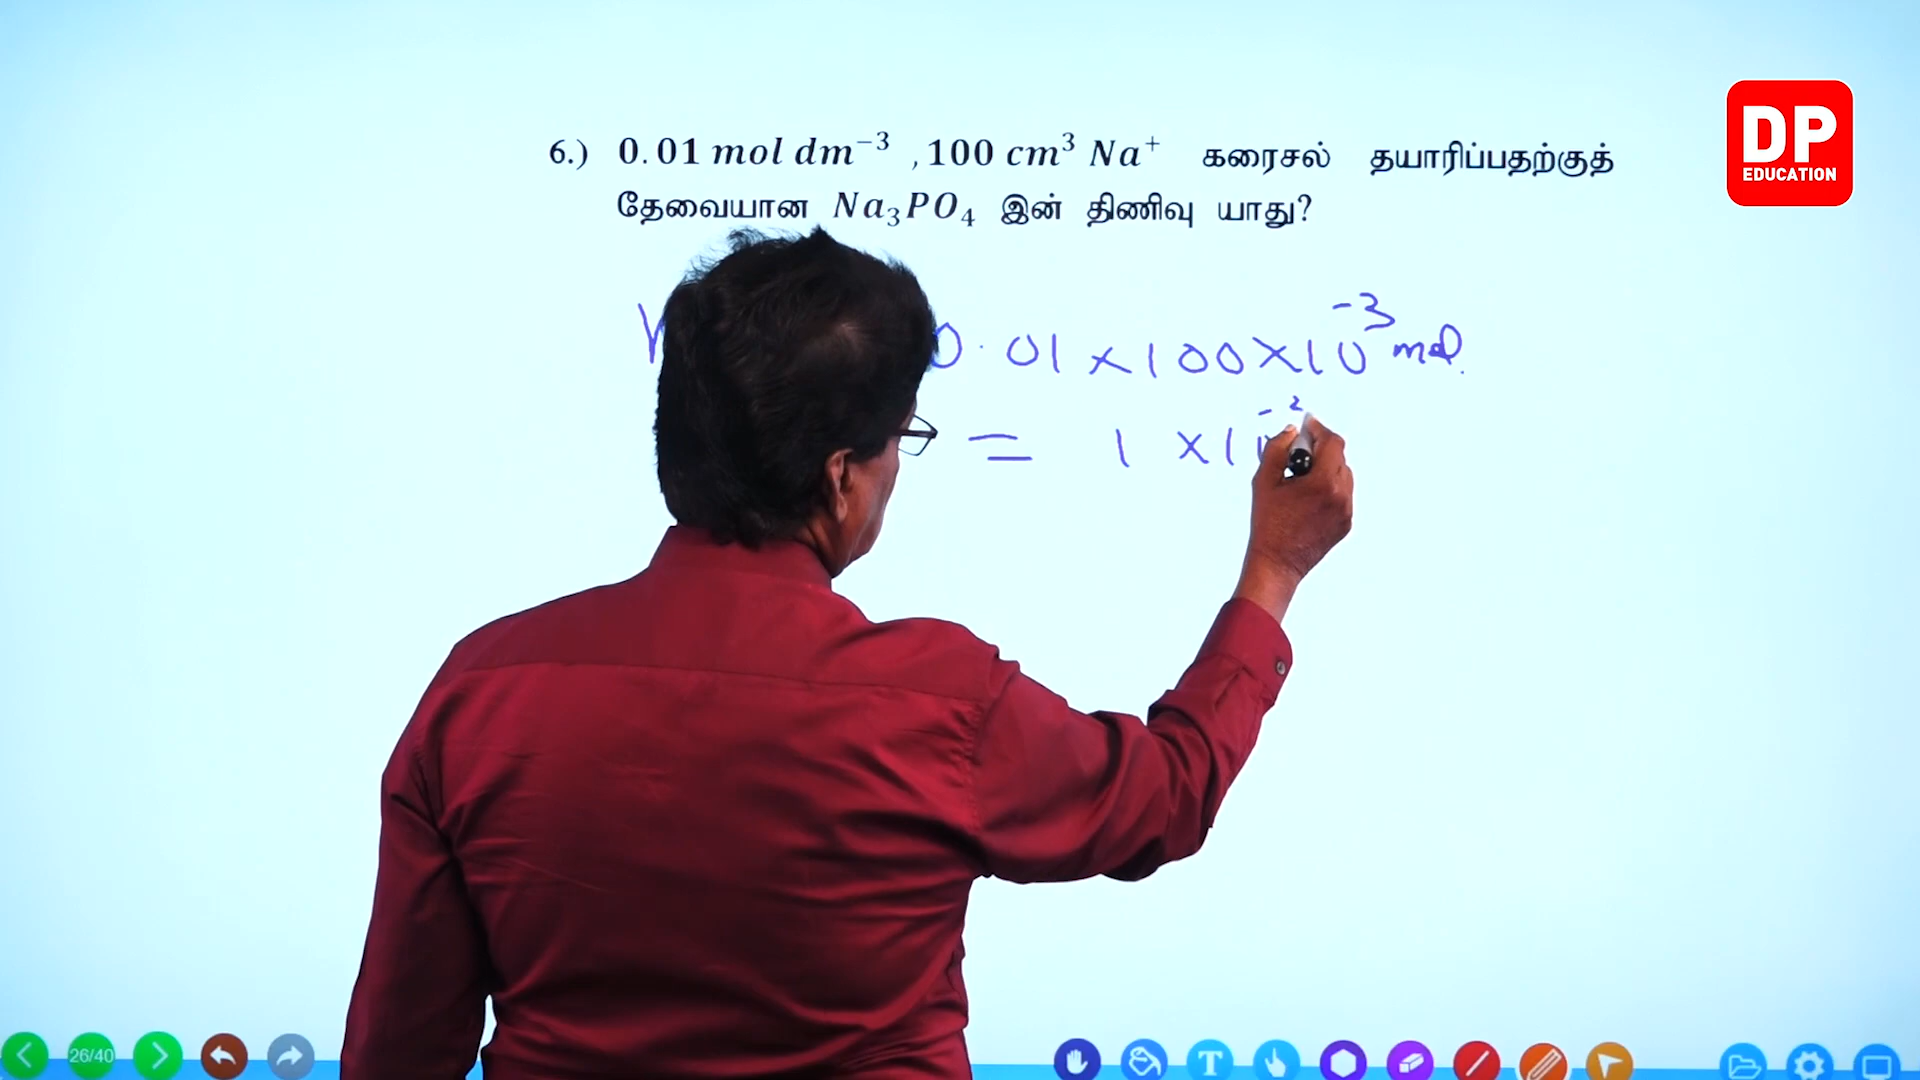 DP
EDUCATION
6.) 0.01 mol dm⁻³ ,100 cm³ Na⁺ கரைசல் தயாரிப்பதற்குத்
தேவையான Na₃PO₄ இன் திணிவு யாது?
0.01 × 100 × 10⁻³ mol.
= 1 × 10⁻²
26/40
T